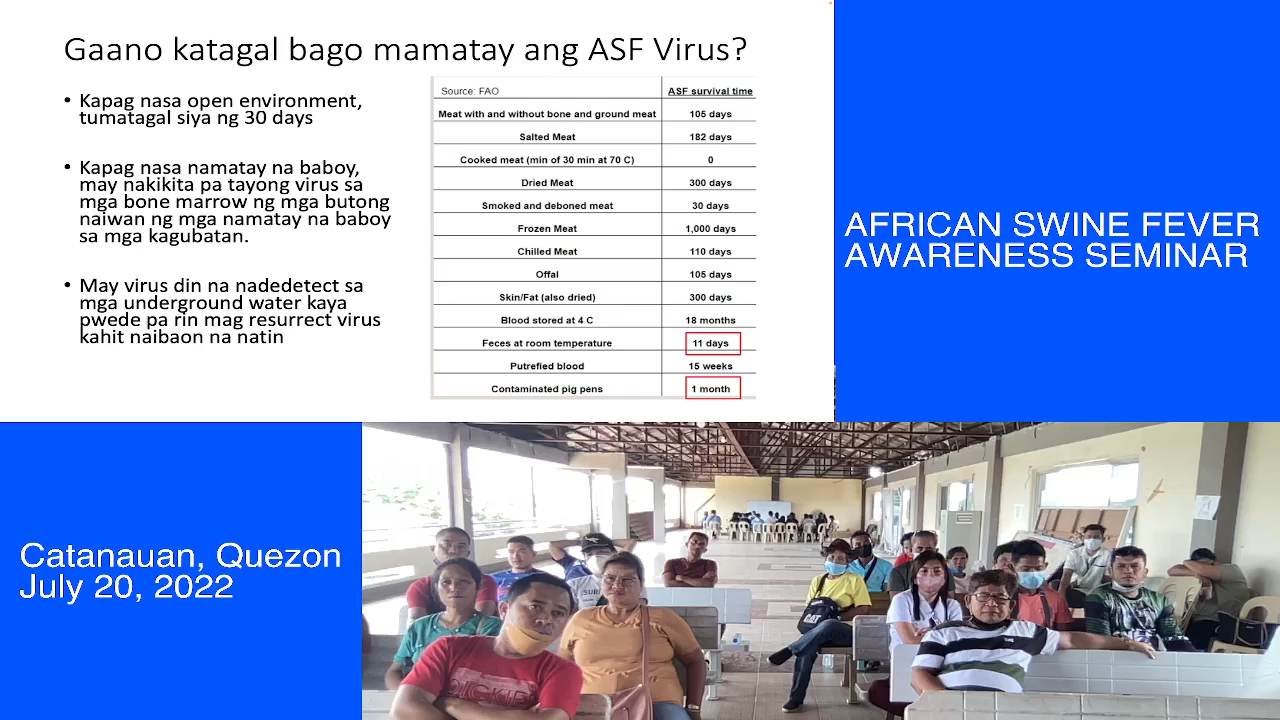 Gaano katagal bago mamatay ang ASF Virus?
• Kapag nasa open environment,
tumatagal siya ng 30 days
• Kapag nasa namatay na baboy,
may nakikita pa tayong virus sa
mga bone marrow ng mga butong
naiwan ng mga namatay na baboy
sa mga kagubatan.
• May virus din na nadedetect sa
mga underground water kaya
pwede pa rin mag resurrect virus
kahit naibaon na natin
Source: FAO ASF survival time
Meat with and without bone and ground meat 105 days
Salted Meat 182 days
Cooked meat (min of 30 min at 70 C) 0
Dried Meat 300 days
Smoked and deboned meat 30 days
Frozen Meat 1,000 days
Chilled Meat 110 days
Offal 105 days
Skin/Fat (also dried) 300 days
Blood stored at 4 C 18 months
Feces at room temperature 11 days
Putrefied blood 15 weeks
Contaminated pig pens 1 month
AFRICAN SWINE FEVER
AWARENESS SEMINAR
Catanauan, Quezon
July 20, 2022
CAT